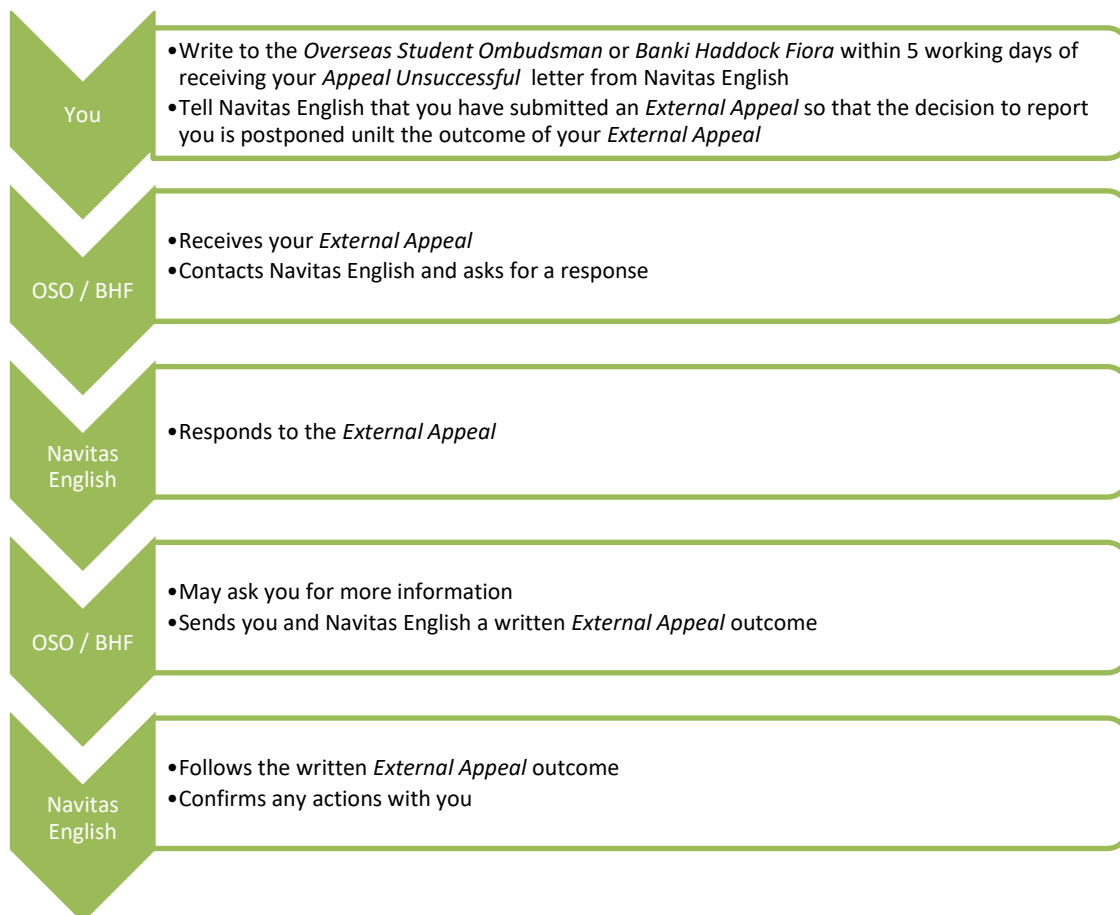 You
•Write to the Overseas Student Ombudsman or Banki Haddock Fiora within 5 working days of
receiving your Appeal Unsuccessful letter from Navitas English
•Tell Navitas English that you have submitted an External Appeal so that the decision to report
you is postponed unilt the outcome of your External Appeal
OSO / BHF
•Receives your External Appeal
•Contacts Navitas English and asks for a response
Navitas
English
•Responds to the External Appeal
OSO / BHF
•May ask you for more information
•Sends you and Navitas English a written External Appeal outcome
Navitas
English
•Follows the written External Appeal outcome
•Confirms any actions with you